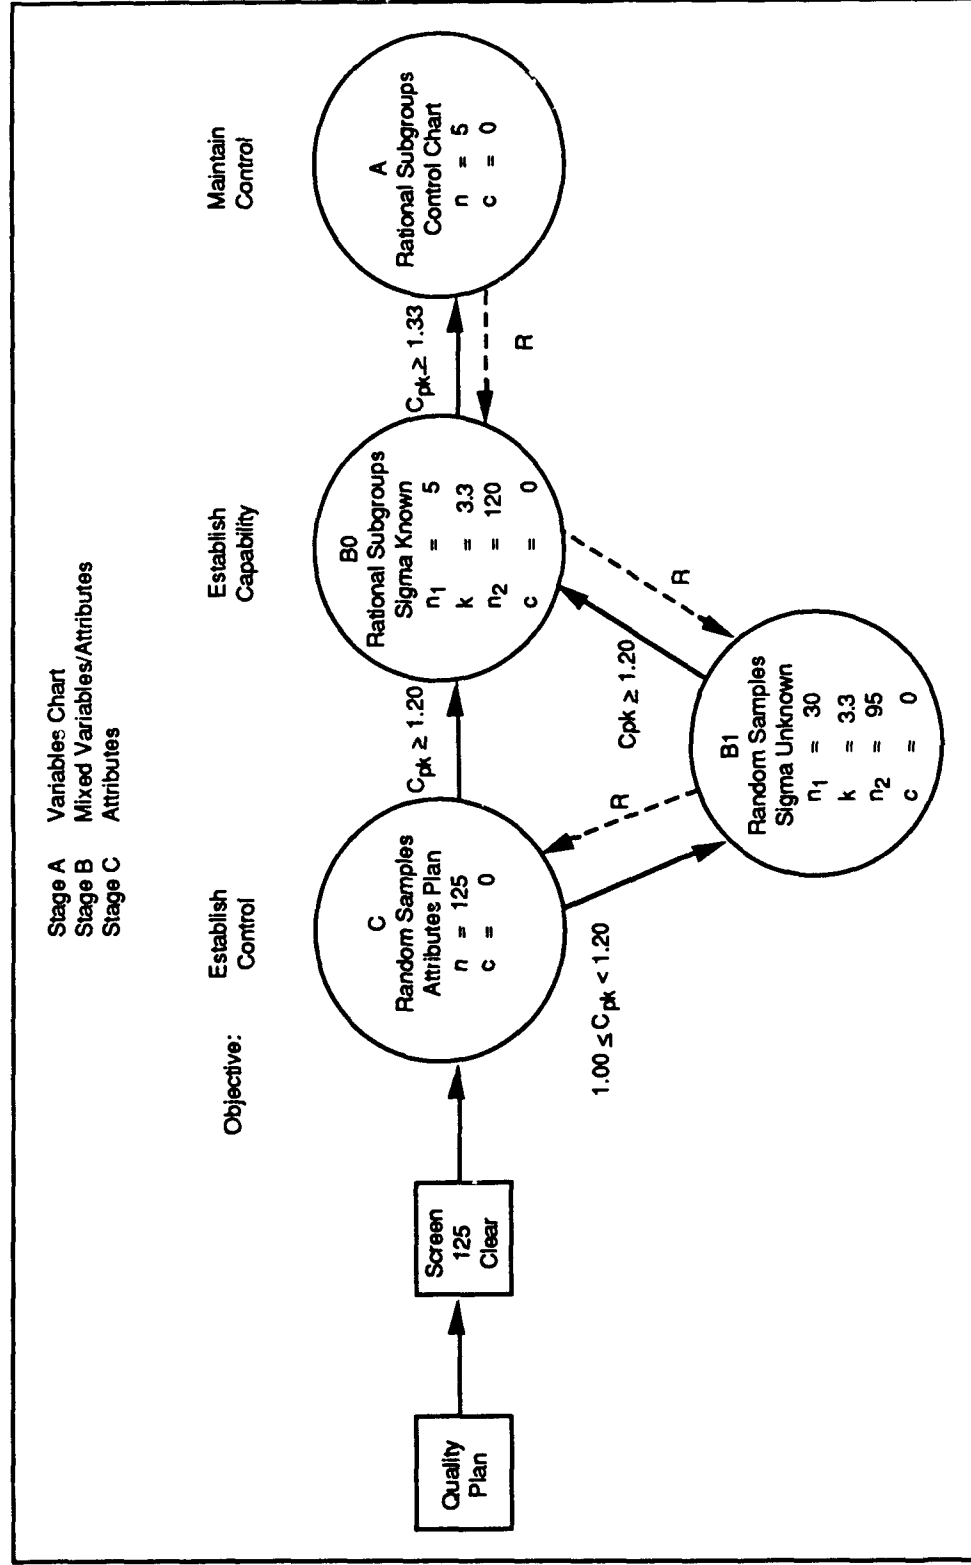 Stage A Variables Chart
Stage B Mixed Variables/Attributes
Stage C Attributes
Objective:
Establish
Control
Establish
Capability
Maintain
Control
Quality
Plan
Screen
125
Clear
C
Random Samples
Attributes Plan
n = 125
c = 0
Cpk ≥ 1.20
B0
Rational Subgroups
Sigma Known
n1 = 5
k = 3.3
n2 = 120
c = 0
Cpk ≥ 1.33
R
A
Rational Subgroups
Control Chart
n = 5
c = 0
1.00 ≤ Cpk < 1.20
R
B1
Random Samples
Sigma Unknown
n1 = 30
k = 3.3
n2 = 95
c = 0
Cpk ≥ 1.20
R